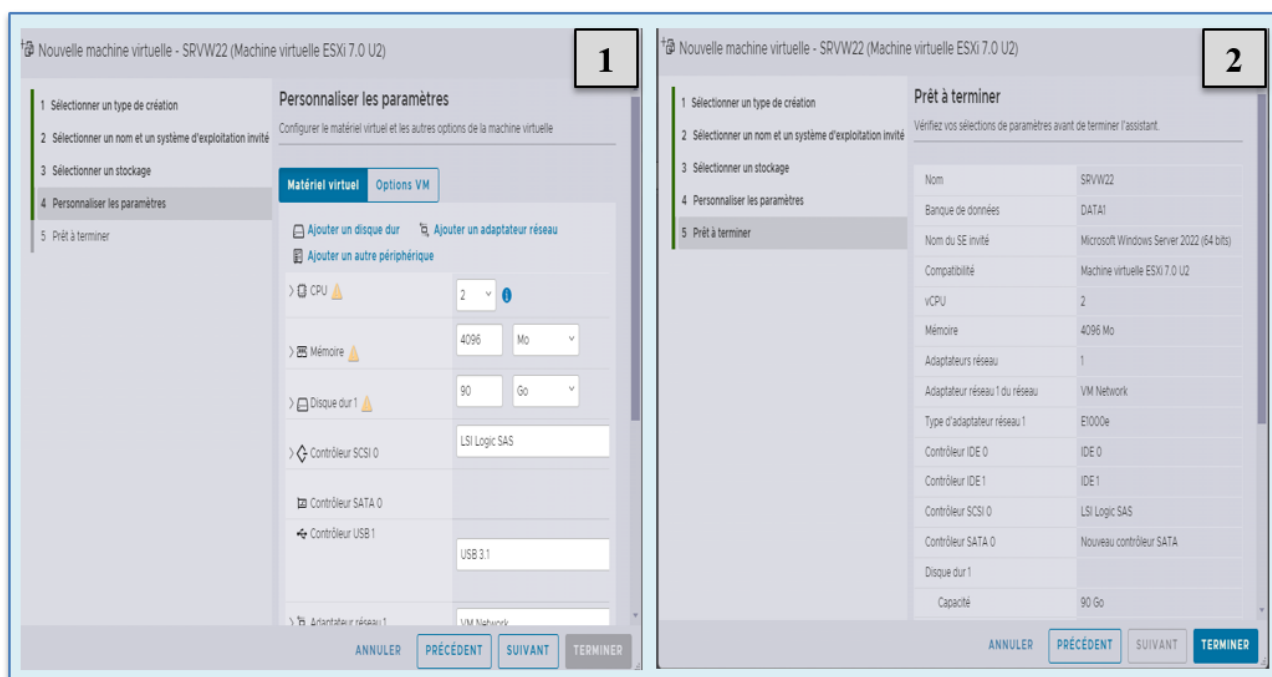 Nouvelle machine virtuelle - SRVW22 (Machine virtuelle ESXi 7.0 U2)
1
1 Sélectionner un type de création
2 Sélectionner un nom et un système d'exploitation invité
3 Sélectionner un stockage
4 Personnaliser les paramètres
5 Prêt à terminer
Personnaliser les paramètres
Configurer le matériel virtuel et les autres options de la machine virtuelle
Matériel virtuel Options VM
Ajouter un disque dur Ajouter un adaptateur réseau
Ajouter un autre périphérique
CPU 2
Mémoire 4096 Mo
Disque dur 1 90 Go
Contrôleur SCSI 0 LSI Logic SAS
Contrôleur SATA 0
Contrôleur USB 1 USB 3.1
Adaptateur réseau 1 VM Network
ANNULER PRÉCÉDENT SUIVANT TERMINER
Nouvelle machine virtuelle - SRVW22 (Machine virtuelle ESXi 7.0 U2)
2
1 Sélectionner un type de création
2 Sélectionner un nom et un système d'exploitation invité
3 Sélectionner un stockage
4 Personnaliser les paramètres
5 Prêt à terminer
Prêt à terminer
Vérifiez vos sélections de paramètres avant de terminer l'assistant.
Nom SRVW22
Banque de données DATA1
Nom du SE invité Microsoft Windows Server 2022 (64 bits)
Compatibilité Machine virtuelle ESXi 7.0 U2
vCPU 2
Mémoire 4096 Mo
Adaptateurs réseau 1
Adaptateur réseau 1 du réseau VM Network
Type d'adaptateur réseau 1 E1000e
Contrôleur IDE 0 IDE 0
Contrôleur IDE 1 IDE 1
Contrôleur SCSI 0 LSI Logic SAS
Contrôleur SATA 0 Nouveau contrôleur SATA
Disque dur 1
Capacité 90 Go
ANNULER PRÉCÉDENT SUIVANT TERMINER